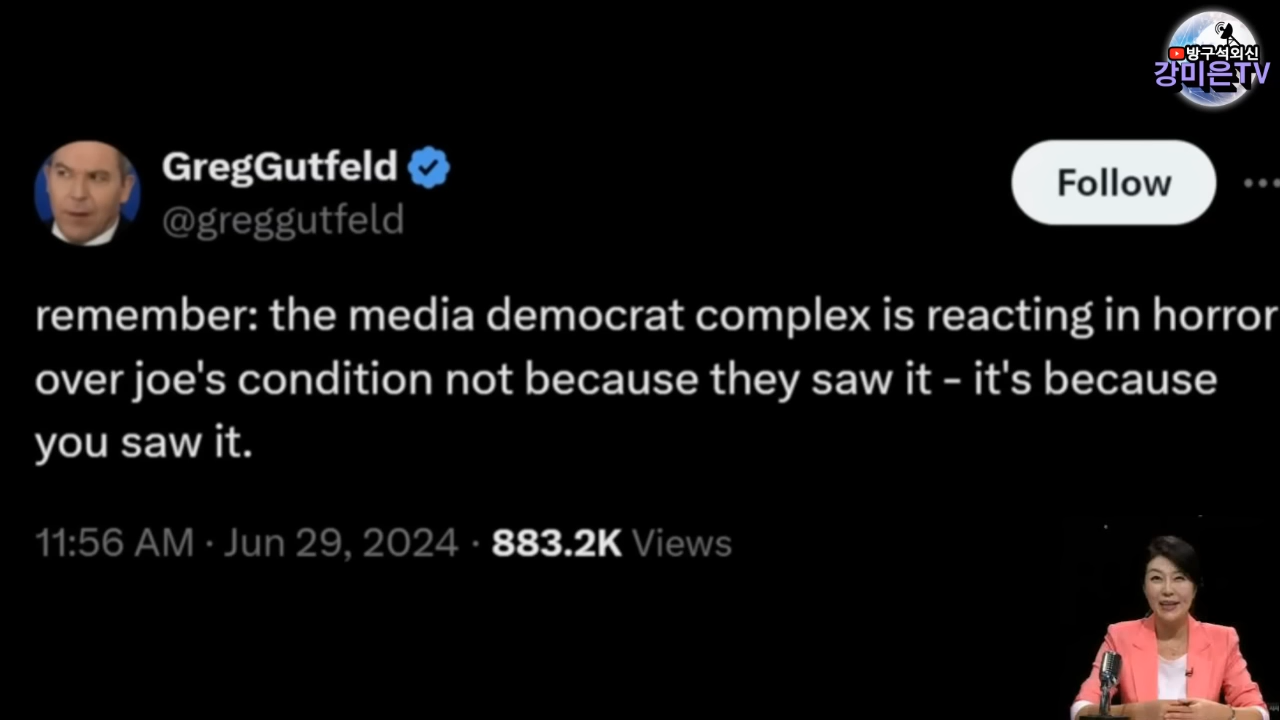 방구석외신
강미은TV
GregGutfeld
@greggutfeld
Follow
remember: the media democrat complex is reacting in horror
over joe's condition not because they saw it - it's because
you saw it.
11:56 AM · Jun 29, 2024 · 883.2K Views